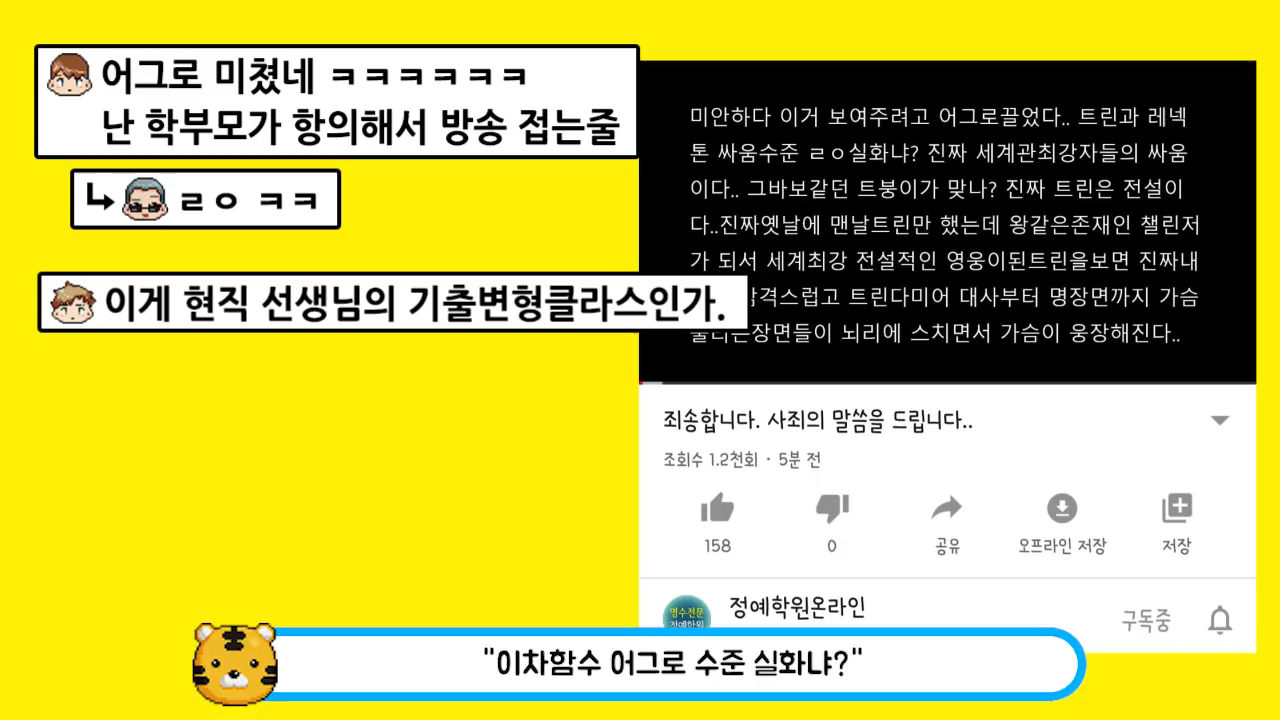 어그로 미쳤네 ㅋㅋㅋㅋㅋㅋ
난 학부모가 항의해서 방송 접는줄
ㄹㅇ ㅋㅋ
이게 현직 선생님의 기출변형클라스인가.
미안하다 이거 보여주려고 어그로끌었다.. 트린과 레넥
톤 싸움수준 ㄹㅇ실화냐? 진짜 세계관최강자들의 싸움
이다.. 그바보같던 트붕이가 맞나? 진짜 트린은 전설이
다..진짜옛날에 맨날트린만 했는데 왕같은존재인 챌린저
가 되서 세계최강 전설적인 영웅이된트린을보면 진짜내
감격스럽고 트린다미어 대사부터 명장면까지 가슴
울리는장면들이 뇌리에 스치면서 가슴이 웅장해진다..
죄송합니다. 사죄의 말씀을 드립니다..
조회수 1.2천회 · 5분 전
158
0
공유
오프라인 저장
저장
영수전문
정예학원
정예학원온라인
구독중
"이차함수 어그로 수준 실화냐?"